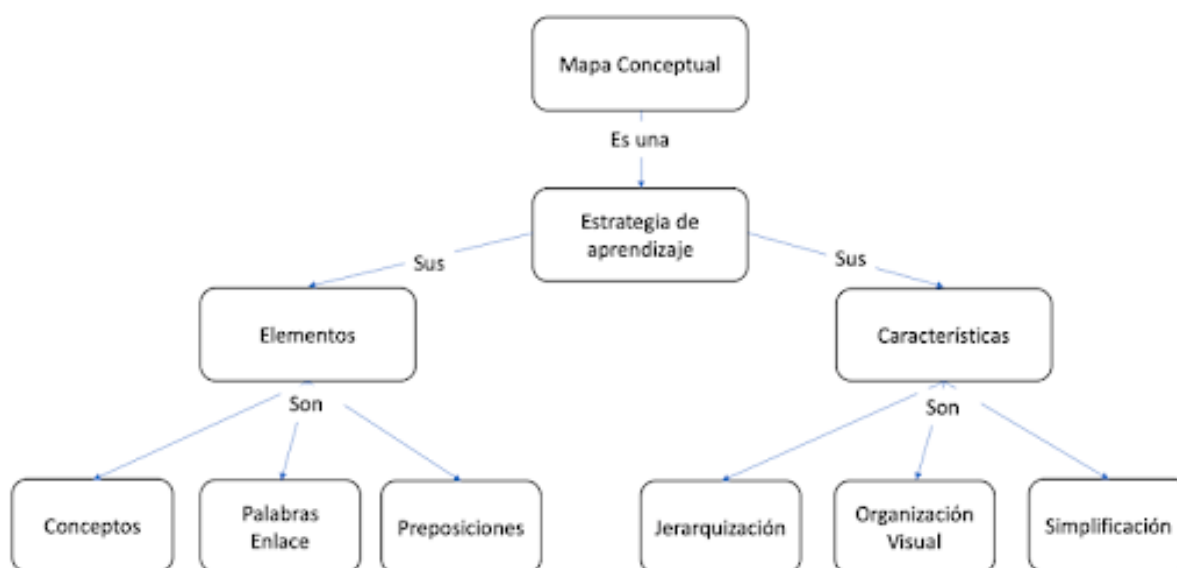 Mapa Conceptual
Es una
Estrategia de
aprendizaje
Sus
Sus
Elementos
Característicás
Son
Son
Conceptos
Palabras
Enlace
Preposiciones
Jerarquización
Organización
Visual
Simplificación